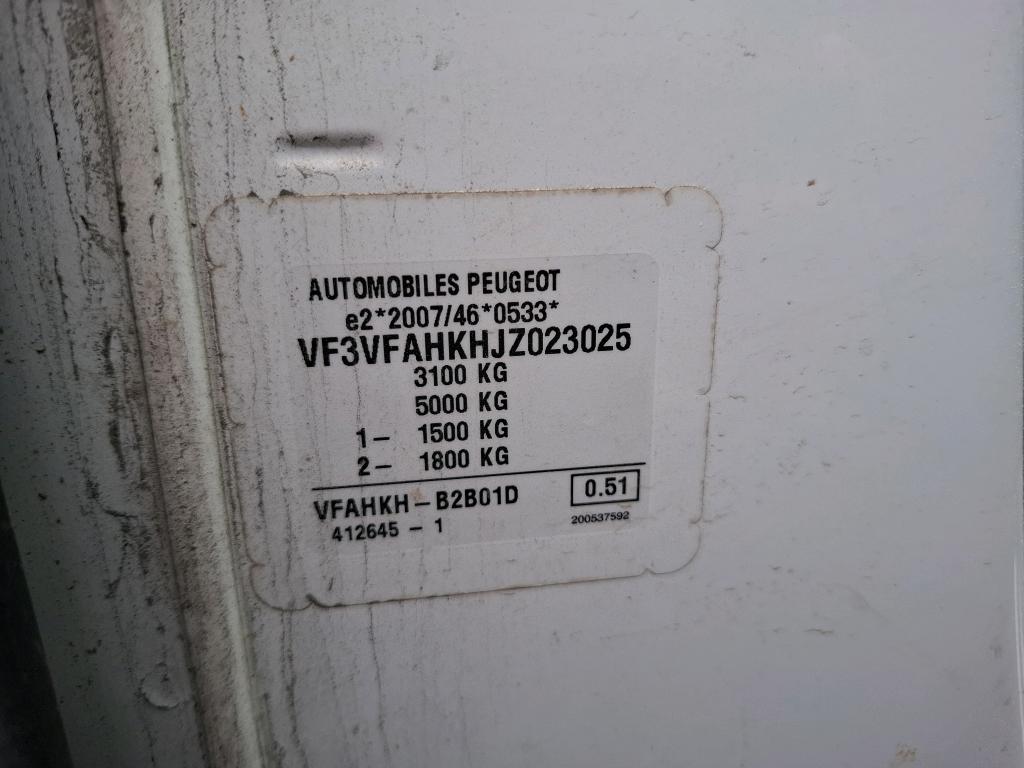 AUTOMOBILES PEUGEOT
e2*2007/46*0533*
VF3VFAHKHJZ023025
3100 KG
5000 KG
1- 1500 KG
2- 1800 KG
VFAHKH-B2B01D 0.51
412645 - 1 200537592